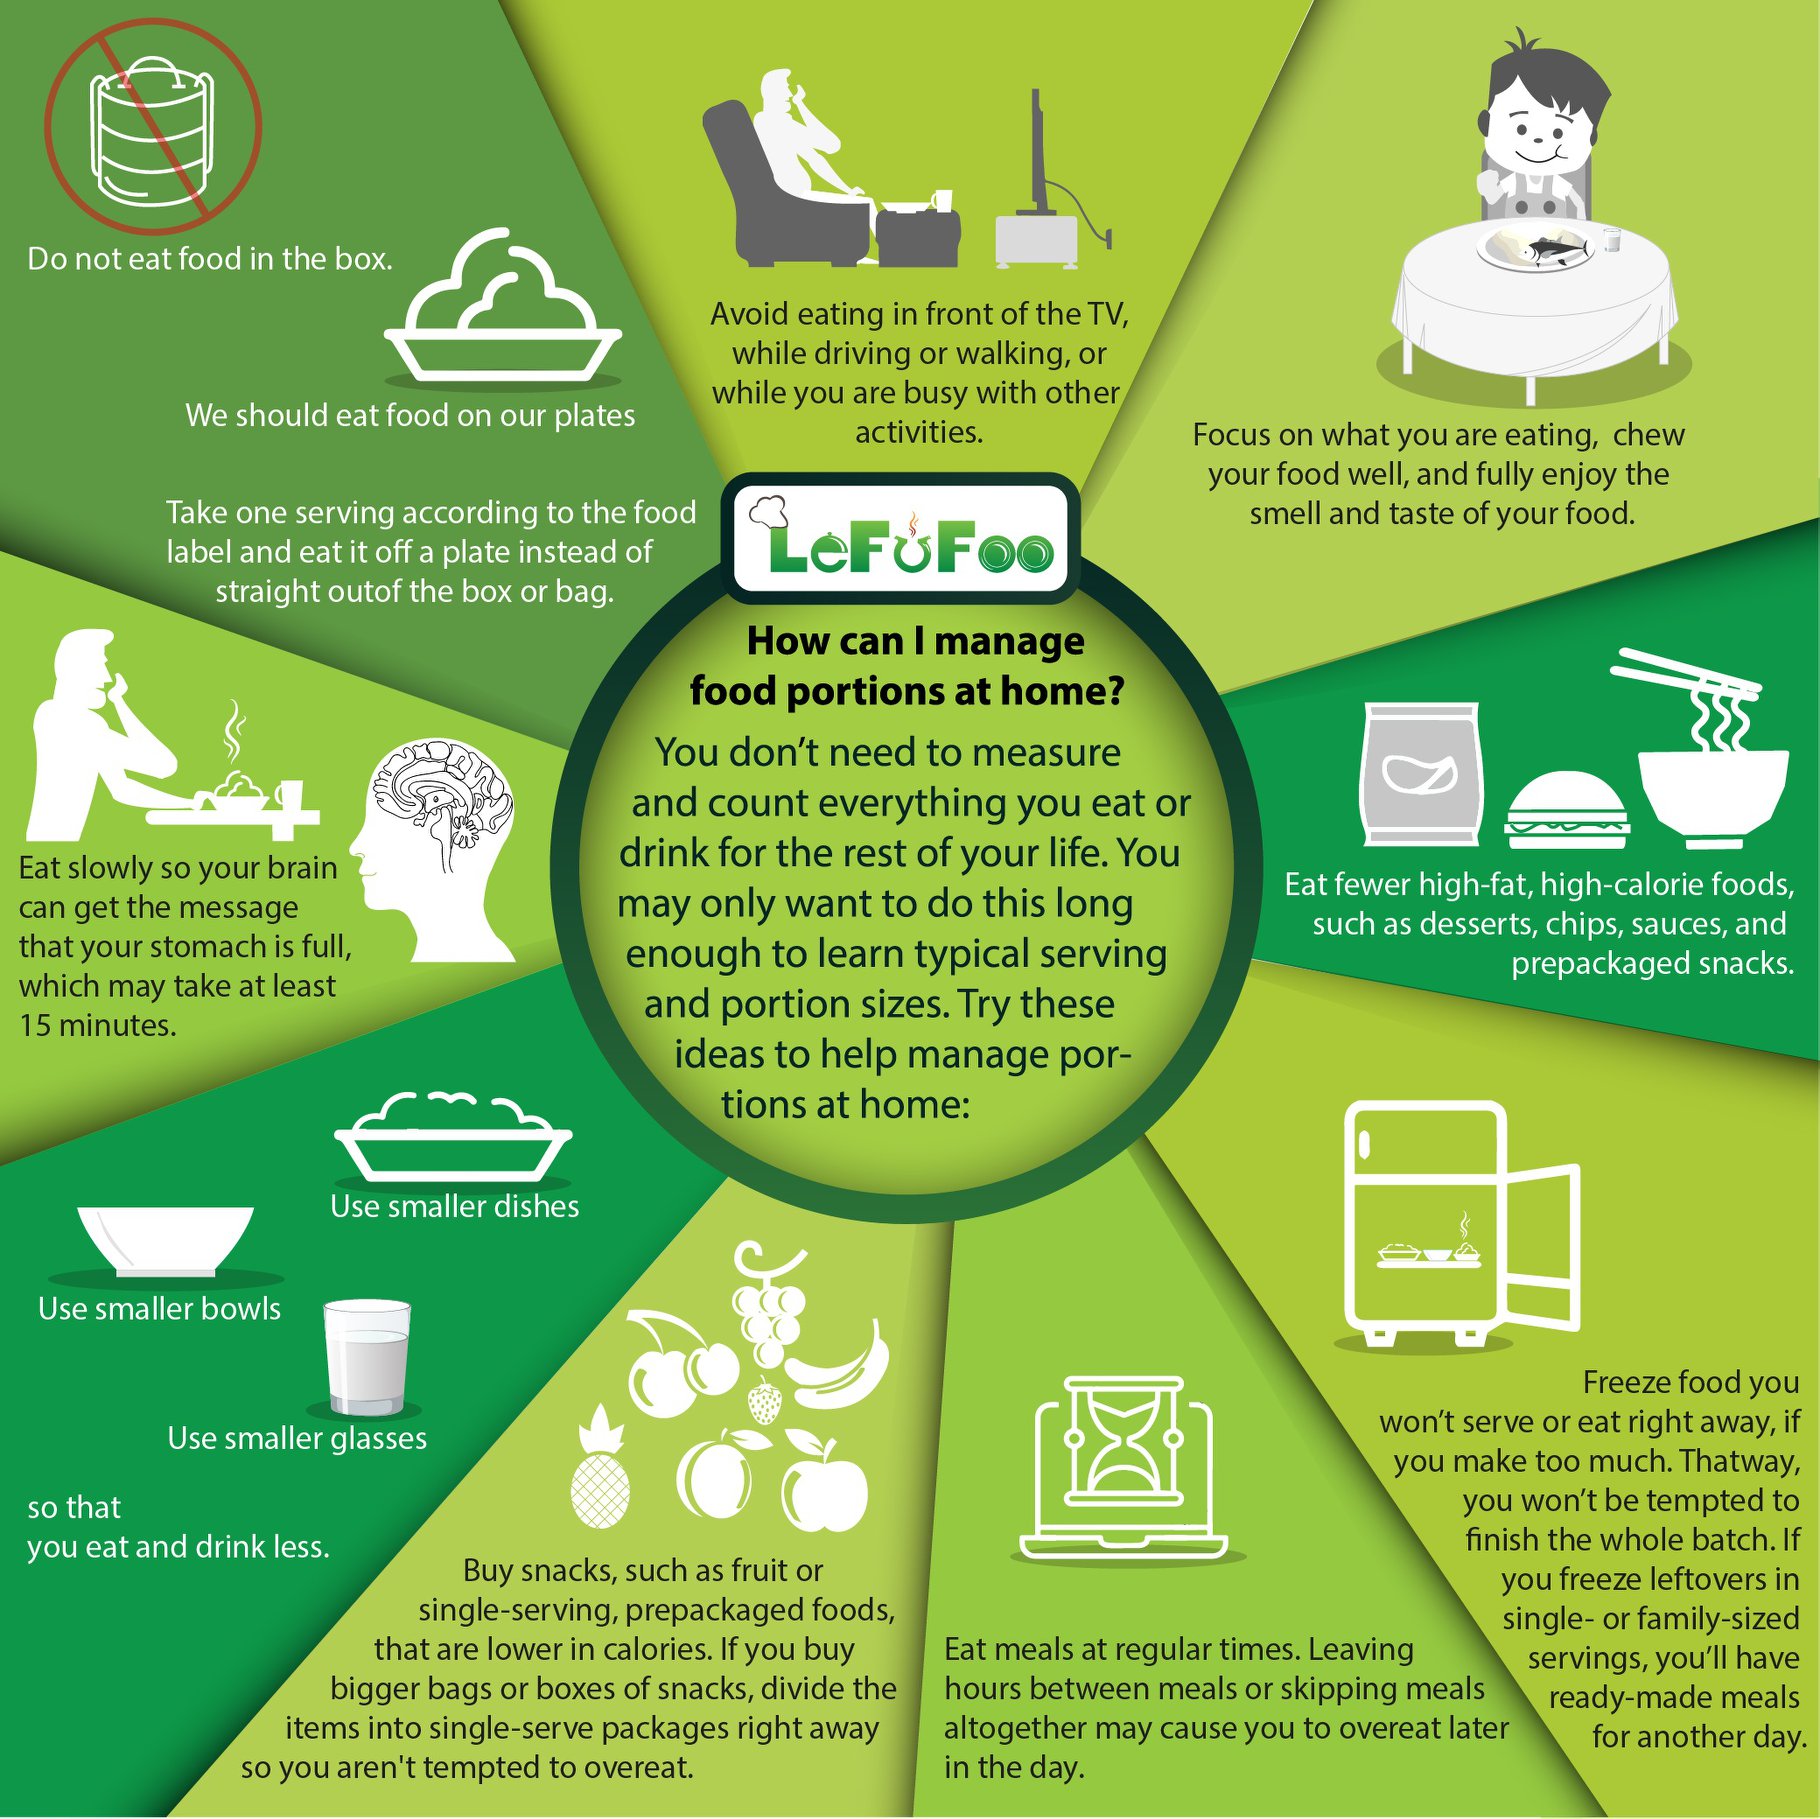 Do not eat food in the box.
We should eat food on our plates
Take one serving according to the food
label and eat it off a plate instead of
straight outof the box or bag.
Avoid eating in front of the TV,
while driving or walking, or
while you are busy with other
activities.
Focus on what you are eating,  chew
your food well, and fully enjoy the
smell and taste of your food.
LeFuFoo
How can I manage
food portions at home?
You don't need to measure
and count everything you eat or
drink for the rest of your life. You
may only want to do this long
enough to learn typical serving
and portion sizes. Try these
ideas to help manage por-
tions at home:
Eat slowly so your brain
can get the message
that your stomach is full,
which may take at least
15 minutes.
Eat fewer high-fat, high-calorie foods,
such as desserts, chips, sauces, and
prepackaged snacks.
Use smaller dishes
Use smaller bowls
Use smaller glasses
so that
you eat and drink less.
Buy snacks, such as fruit or
single-serving, prepackaged foods,
that are lower in calories. If you buy
bigger bags or boxes of snacks, divide the
items into single-serve packages right away
so you aren't tempted to overeat.
Eat meals at regular times. Leaving
hours between meals or skipping meals
altogether may cause you to overeat later
in the day.
Freeze food you
won't serve or eat right away, if
you make too much. Thatway,
you won't be tempted to
finish the whole batch. If
you freeze leftovers in
single- or family-sized
servings, you'll have
ready-made meals
for another day.